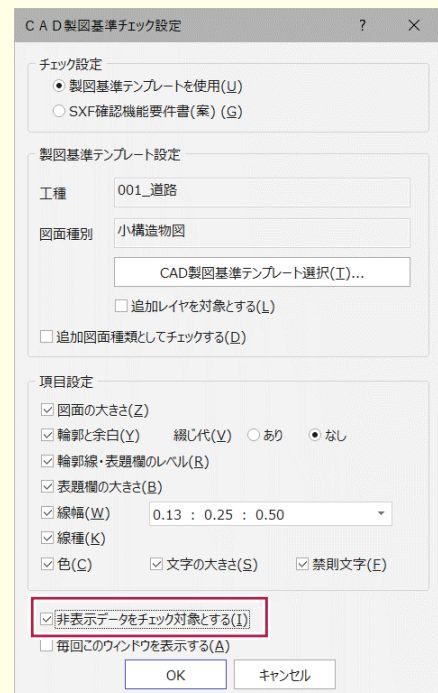 ＣＡＤ製図基準チェック設定
チェック設定
製図基準テンプレートを使用(U)
SXF確認機能要件書(案) (G)
製図基準テンプレート設定
工種 001_道路
図面種別 小構造物図
CAD製図基準テンプレート選択(T)...
追加レイヤを対象とする(L)
追加図面種類としてチェックする(D)
項目設定
図面の大きさ(Z)
輪郭と余白(Y) 綴じ代(V) あり なし
輪郭線・表題欄のレベル(R)
表題欄の大きさ(B)
線幅(W) 0.13 : 0.25 : 0.50
線種(K)
色(C) 文字の大きさ(S) 禁則文字(F)
非表示データをチェック対象とする(I)
毎回このウィンドウを表示する(A)
OK キャンセル